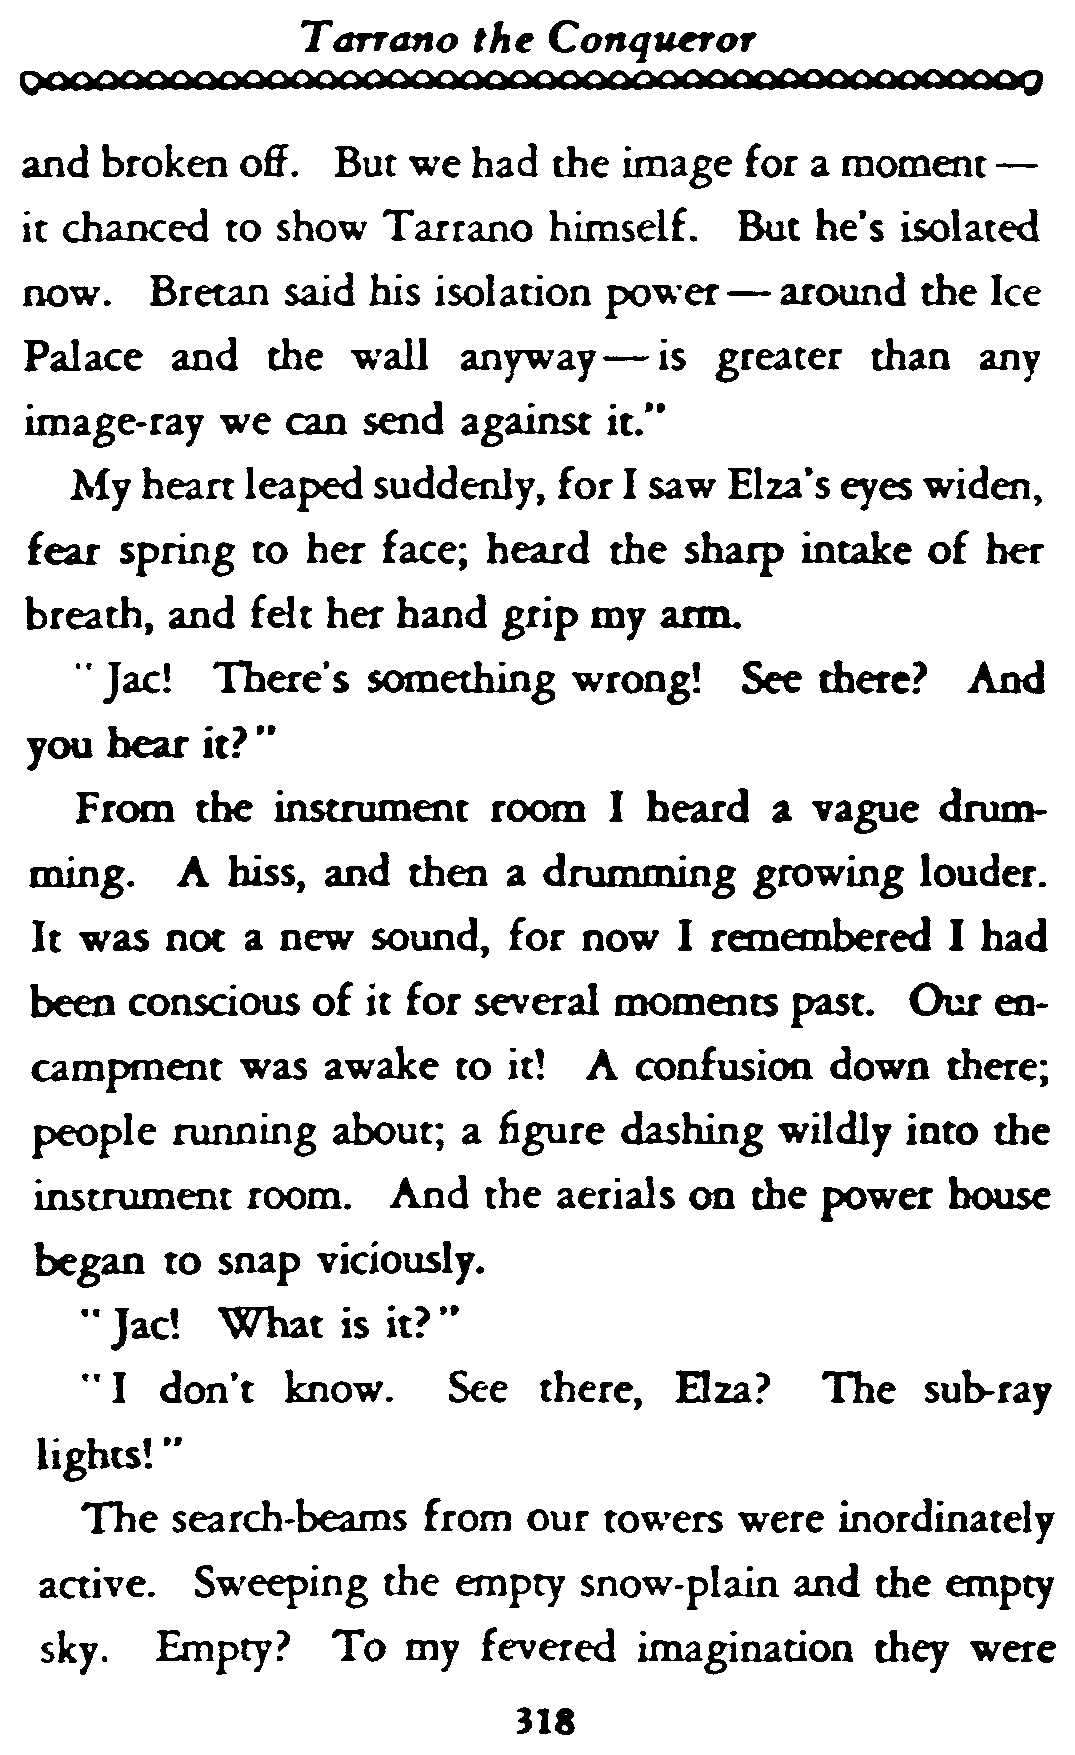 Tarrano the Conqueror
and broken off. But we had the image for a moment —
it chanced to show Tarrano himself. But he's isolated
now. Bretan said his isolation power — around the Ice
Palace and the wall anyway — is greater than any
image-ray we can send against it."
My heart leaped suddenly, for I saw Elza's eyes widen,
fear spring to her face; heard the sharp intake of her
breath, and felt her hand grip my arm.
"Jac! There's something wrong! See there? And
you hear it?"
From the instrument room I heard a vague drum-
ming. A hiss, and then a drumming growing louder.
It was not a new sound, for now I remembered I had
been conscious of it for several moments past. Our en-
campment was awake to it! A confusion down there;
people running about; a figure dashing wildly into the
instrument room. And the aerials on the power house
began to snap viciously.
"Jac! What is it?"
"I don't know. See there, Elza? The sub-ray
lights!"
The search-beams from our towers were inordinately
active. Sweeping the empty snow-plain and the empty
sky. Empty? To my fevered imagination they were
318